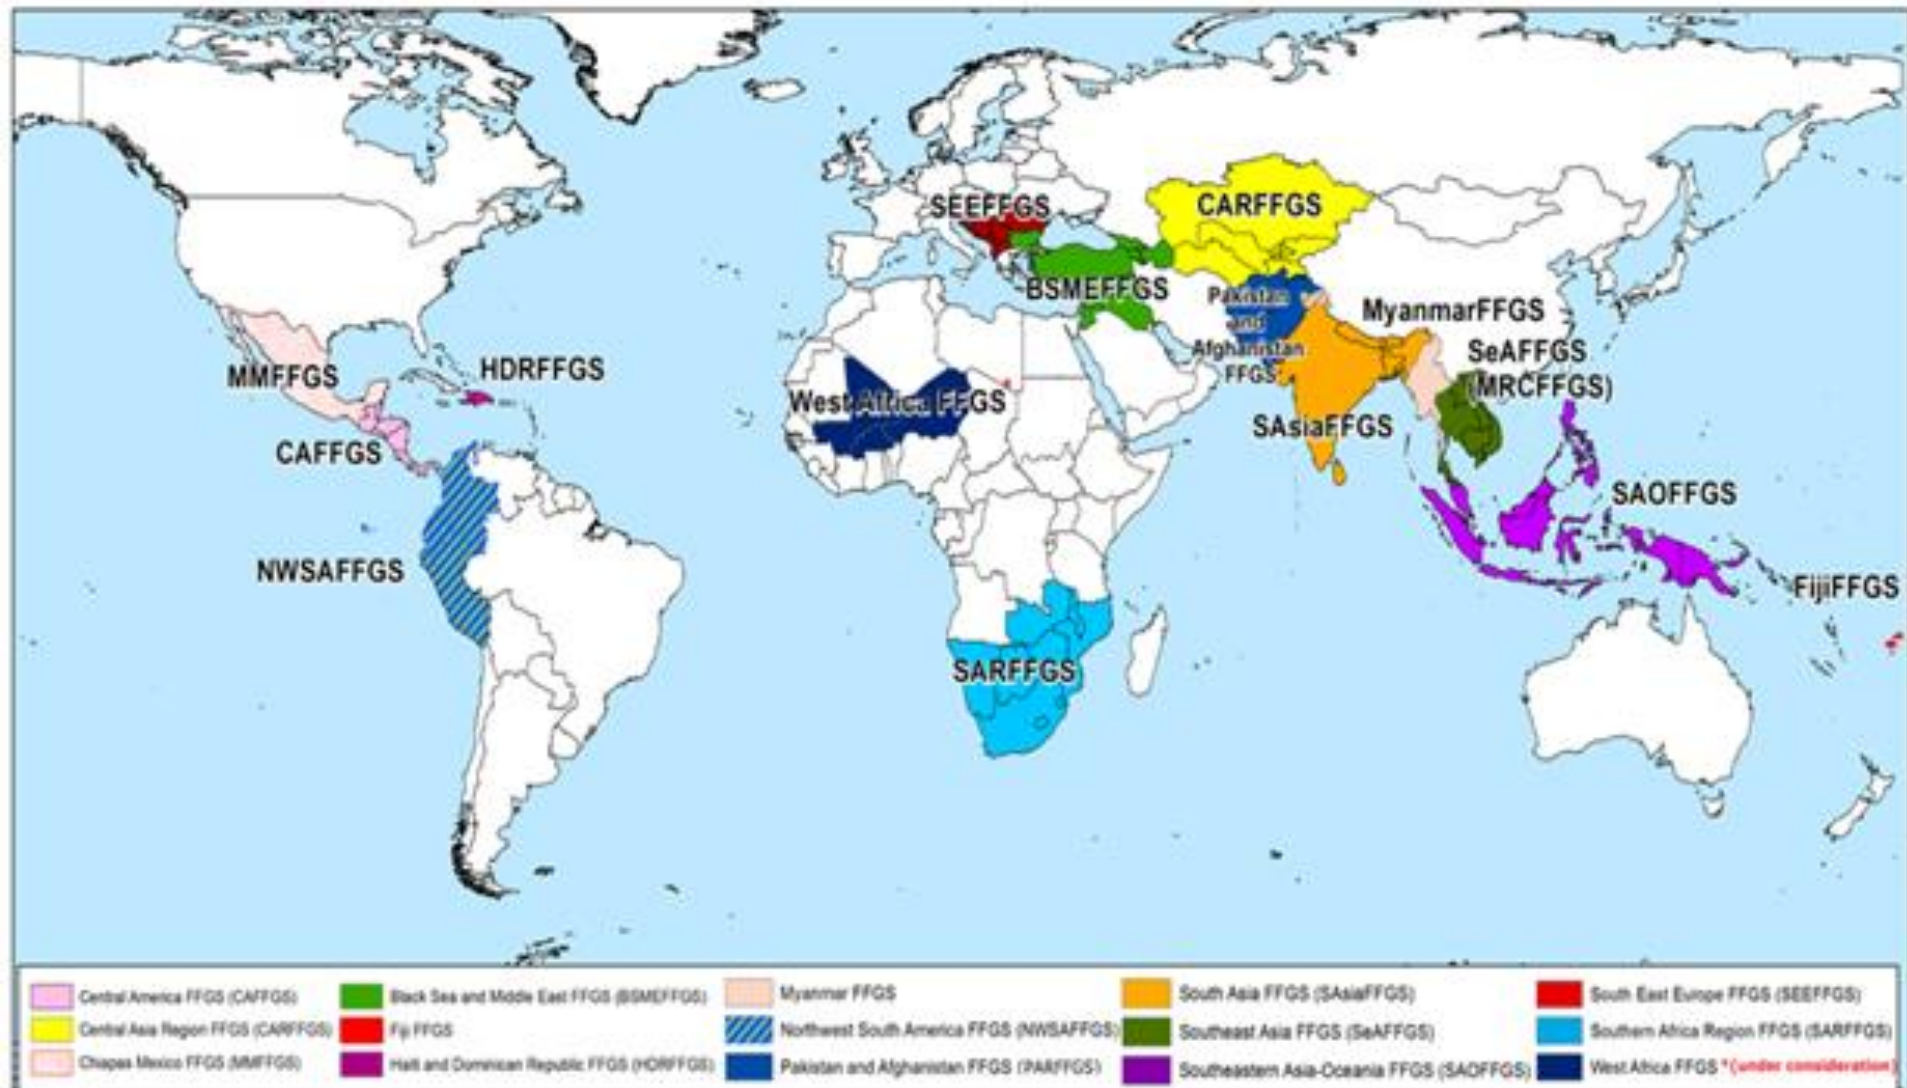 SEEFFGS
CARFFGS
BSMEFFGS
Pakistan
and
Afghanistan
FFGS
MyanmarFFGS
SeAFFGS
(MRCFFGS)
MMFFGS
HDRFFGS
West Africa FFGS
SAsiaFFGS
CAFFGS
SAOFFGS
NWSAFFGS
FijiFFGS
SARFFGS
Central America FFGS (CAFFGS)
Central Asia Region FFGS (CARFFGS)
Chiapas Mexico FFGS (MMFFGS)
Black Sea and Middle East FFGS (BSMEFFGS)
Fiji FFGS
Haiti and Dominican Republic FFGS (HDRFFGS)
Myanmar FFGS
Northwest South America FFGS (NWSAFFGS)
Pakistan and Afghanistan FFGS (PARFFGS)
South Asia FFGS (SAsiaFFGS)
Southeast Asia FFGS (SeAFFGS)
Southeastern Asia-Oceania FFGS (SAOFFGS)
South East Europe FFGS (SEEFFGS)
Southern Africa Region FFGS (SARFFGS)
West Africa FFGS *(under consideration)